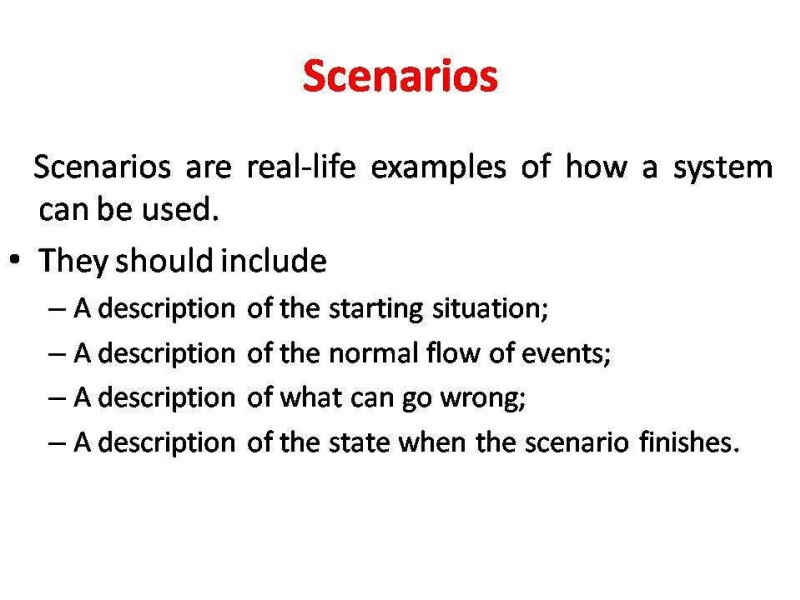 Scenarios
Scenarios are real-life examples of how a system
can be used.
• They should include
– A description of the starting situation;
– A description of the normal flow of events;
– A description of what can go wrong;
– A description of the state when the scenario finishes.